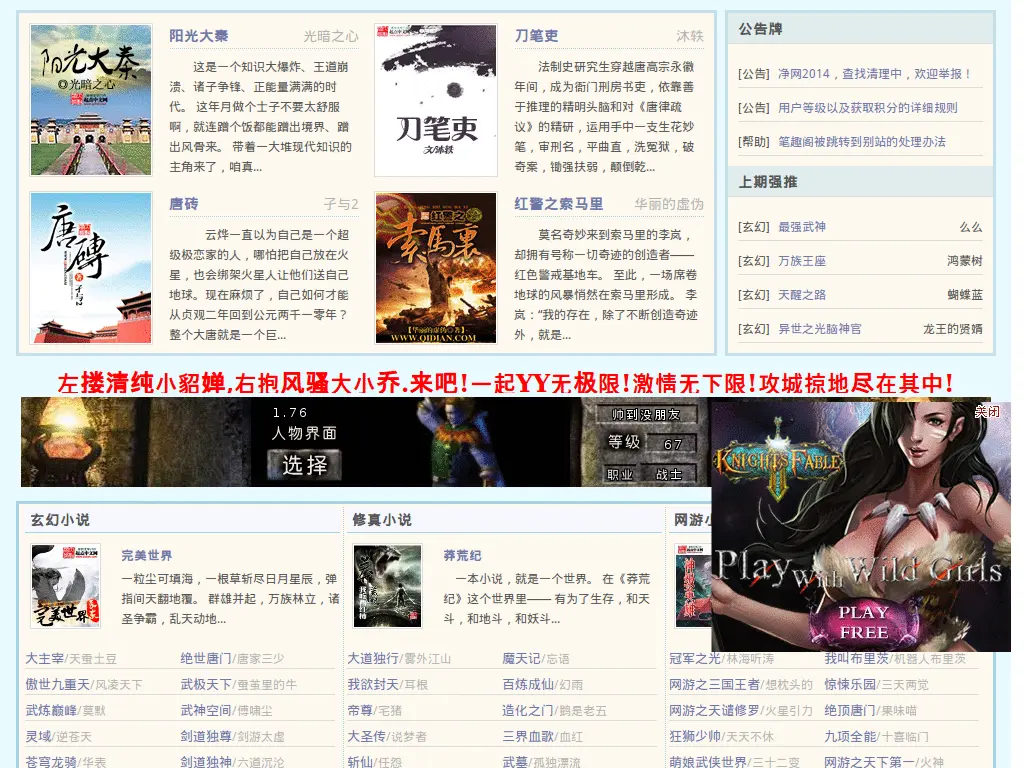 阳光大秦
光暗之心
这是一个知识大爆炸、王道崩
溃、诸子争锋、正能量满满的时
代。 这年月做个士子不要太舒服
啊，就连蹭个饭都能蹭出境界、蹭
出风骨来。 带着一大堆现代知识的
主角来了，咱真...
刀笔吏
沐轶
法制史研究生穿越唐高宗永徽
年间，成为衙门刑房书吏，依靠善
于推理的精明头脑和对《唐律疏
议》的精研，运用手中一支生花妙
笔，审刑名，平曲直，洗冤狱，破
奇案，锄强扶弱，颠倒乾...
唐砖
子与2
云烨一直以为自己是一个超
级极恋家的人，哪怕把自己放在火
星，也会绑架火星人让他们送自己
地球。现在麻烦了，自己如何才能
从贞观二年回到公元两千一零年？
整个大唐就是一个巨...
红警之索马里
华丽的虚伪
莫名奇妙来到索马里的李岚，
却拥有号称一切奇迹的创造者——
红色警戒基地车。 至此，一场席卷
地球的风暴悄然在索马里形成。 李
岚：“我的存在，除了不断创造奇迹
外，就是...
阳光大秦
◎光暗之心
刀笔吏
文/沐轶
唐砖
子与2
红警之
索馬裏
【华丽的虚伪◎著】
WWW.QIDIAN.COM
公告牌
[公告] 净网2014，查找清理中，欢迎举报！
[公告] 用户等级以及获取积分的详细规则
[帮助] 笔趣阁被跳转到别站的处理办法
上期强推
[玄幻] 最强武神 么么
[玄幻] 万族王座 鸿蒙树
[玄幻] 天醒之路 蝴蝶蓝
[玄幻] 异世之光脑神官 龙王的贤婿
左搂清纯小貂婵,右抱风骚大小乔.来吧!一起YY无极限!激情无下限!攻城掠地尽在其中!
1.76
人物界面
选择
帅到没朋友
等级 67
职业 战士
关闭
KNIGHTS FABLE
Play with Wild Girls
PLAY
FREE
玄幻小说
完美世界
一粒尘可填海，一根草斩尽日月星辰，弹
指间天翻地覆。 群雄并起，万族林立，诸
圣争霸，乱天动地...
完美世界
大主宰/天蚕土豆 绝世唐门/唐家三少
傲世九重天/风凌天下 武极天下/蚕茧里的牛
武炼巅峰/莫默 武神空间/傅啸尘
灵域/逆苍天 剑道独尊/剑游太虚
苍穹龙骑/华表 剑道独神/六道沉沦
修真小说
莽荒纪
一本小说，就是一个世界。 在《莽荒
纪》这个世界里—— 有为了生存，和天
斗，和地斗，和妖斗...
大道独行/雾外江山 魔天记/忘语
我欲封天/耳根 百炼成仙/幻雨
帝尊/宅猪 造化之门/鹅是老五
大圣传/说梦者 三界血歌/血红
斩仙/任怨 武墓/孤独漂流
网游小
冠军之光/林海听涛 我叫布里茨/机器人布里茨
网游之三国王者/想枕头的 惊悚乐园/三天两觉
网游之天谴修罗/火星引力 绝顶唐门/果味喵
狂狮少帅/天天不休 九项全能/十喜临门
萌娘武侠世界/三十二变 网游之天下第一/火神